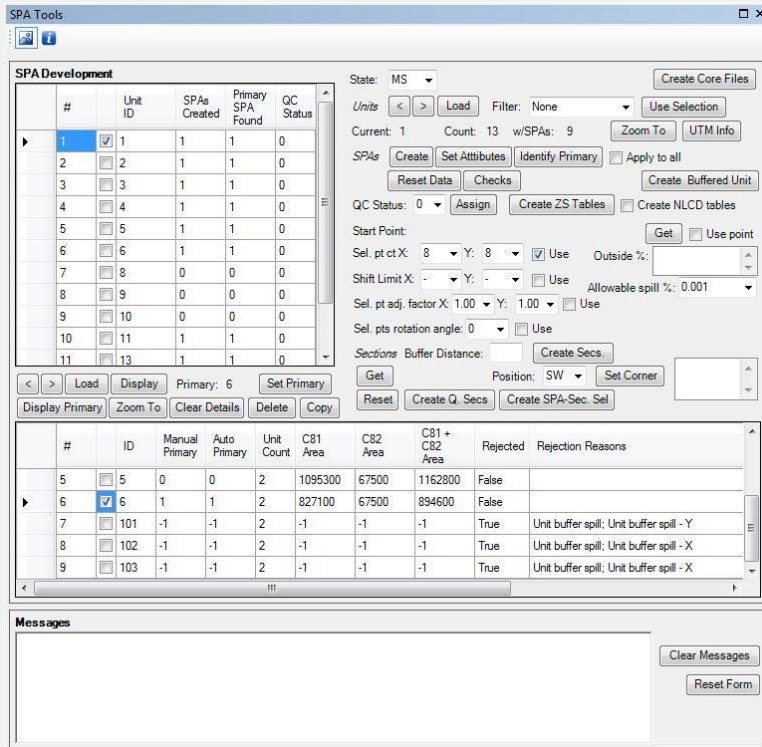 SPA Tools
SPA Development
# Unit ID SPAs Created Primary SPA Found QC Status
1 1 1 1 0
2 2 1 1 0
3 3 1 1 0
4 4 1 1 0
5 5 1 1 0
6 6 1 1 0
7 8 0 0 0
8 9 0 0 0
9 10 0 0 0
10 11 1 1 0
11 13 1 1 0
< > Load Display Primary: 6 Set Primary
Display Primary Zoom To Clear Details Delete Copy
State: MS Create Core Files
Units < > Load Filter: None Use Selection
Current: 1 Count: 13 w/SPAs: 9 Zoom To UTM Info
SPAs Create Set Atttibutes Identify Primary Apply to all
Reset Data Checks Create Buffered Unit
QC Status: 0 Assign Create ZS Tables Create NLCD tables
Start Point: Get Use point
Sel. pt ct X: 8 Y: 8 Use Outside %:
Shift Limit X: - Y: - Use Allowable spill %: 0.001
Sel. pt adj. factor X: 1.00 Y: 1.00 Use
Sel. pts rotation angle: 0 Use
Sections Buffer Distance: Create Secs.
Get Position: SW Set Corner
Reset Create Q. Secs Create SPA-Sec. Sel
# ID Manual Primary Auto Primary Unit Count C81 Area C82 Area C81 + C82 Area Rejected Rejection Reasons
5 5 0 0 2 1095300 67500 1162800 False
6 6 1 1 2 827100 67500 894600 False
7 101 -1 -1 2 -1 -1 -1 True Unit buffer spill; Unit buffer spill - Y
8 102 -1 -1 2 -1 -1 -1 True Unit buffer spill; Unit buffer spill - X
9 103 -1 -1 2 -1 -1 -1 True Unit buffer spill; Unit buffer spill - X
Messages
Clear Messages
Reset Form